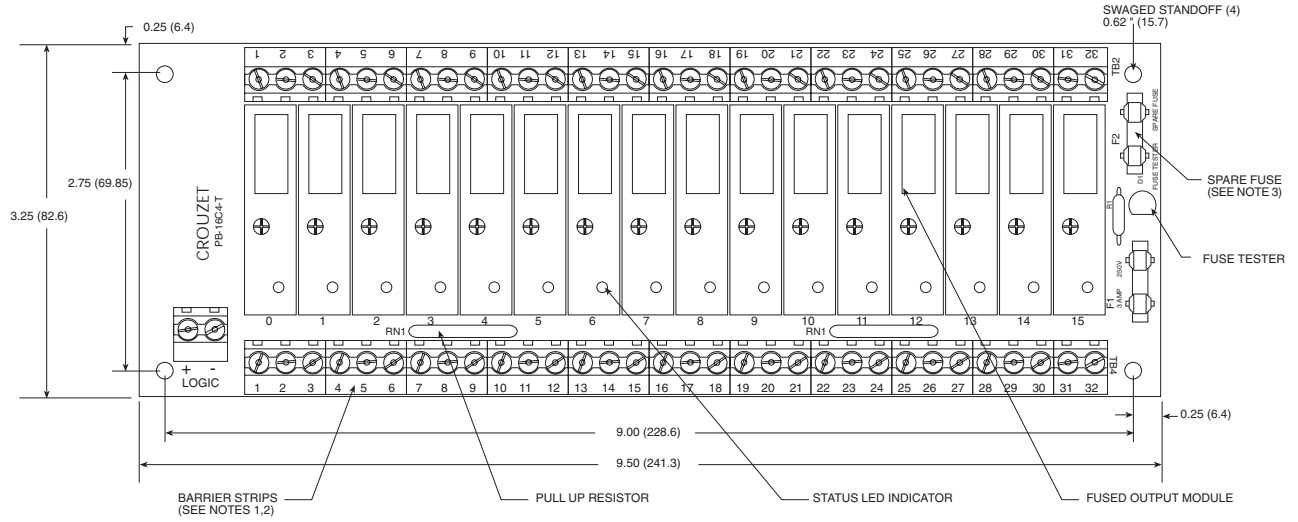 SWAGED STANDOFF (4)
0.62 " (15.7)
0.25 (6.4)
1 2 3 4 5 6 7 8 9 10 11 12 13 14 15 16 17 18 19 20 21 22 23 24 25 26 27 28 29 30 31 32
TB2
SPARE FUSE
F2
FUSE TESTER
D1
2.75 (69.85)
3.25 (82.6)
SPARE FUSE
(SEE NOTE 3)
R1
CROUZET
PB-16C4-T
FUSE TESTER
250V
F1
3 AMP
0 1 2 3 4 5 6 7 8 9 10 11 12 13 14 15
RN1
RN1
+ -
LOGIC
TB4
1 2 3 4 5 6 7 8 9 10 11 12 13 14 15 16 17 18 19 20 21 22 23 24 25 26 27 28 29 30 31 32
0.25 (6.4)
9.00 (228.6)
9.50 (241.3)
BARRIER STRIPS
(SEE NOTES 1,2)
PULL UP RESISTOR
STATUS LED INDICATOR
FUSED OUTPUT MODULE